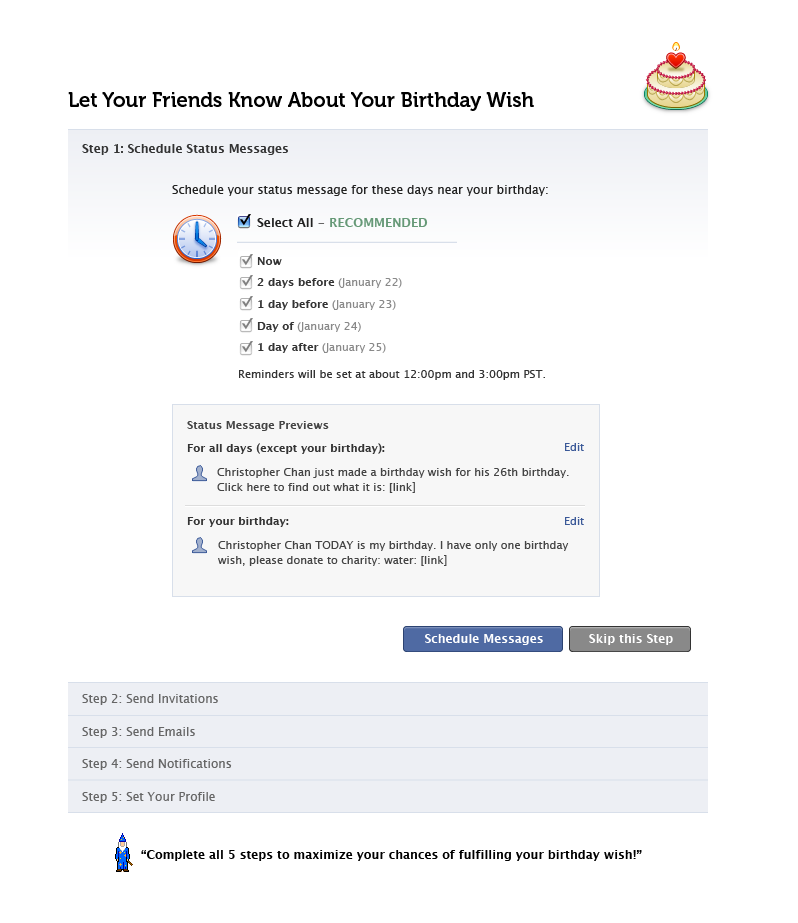 Let Your Friends Know About Your Birthday Wish
Step 1: Schedule Status Messages
Schedule your status message for these days near your birthday:
Select All – RECOMMENDED
Now
2 days before (January 22)
1 day before (January 23)
Day of (January 24)
1 day after (January 25)
Reminders will be set at about 12:00pm and 3:00pm PST.
Status Message Previews
For all days (except your birthday): Edit
Christopher Chan just made a birthday wish for his 26th birthday.
Click here to find out what it is: [link]
For your birthday: Edit
Christopher Chan TODAY is my birthday. I have only one birthday
wish, please donate to charity: water: [link]
Schedule Messages Skip this Step
Step 2: Send Invitations
Step 3: Send Emails
Step 4: Send Notifications
Step 5: Set Your Profile
“Complete all 5 steps to maximize your chances of fulfilling your birthday wish!”